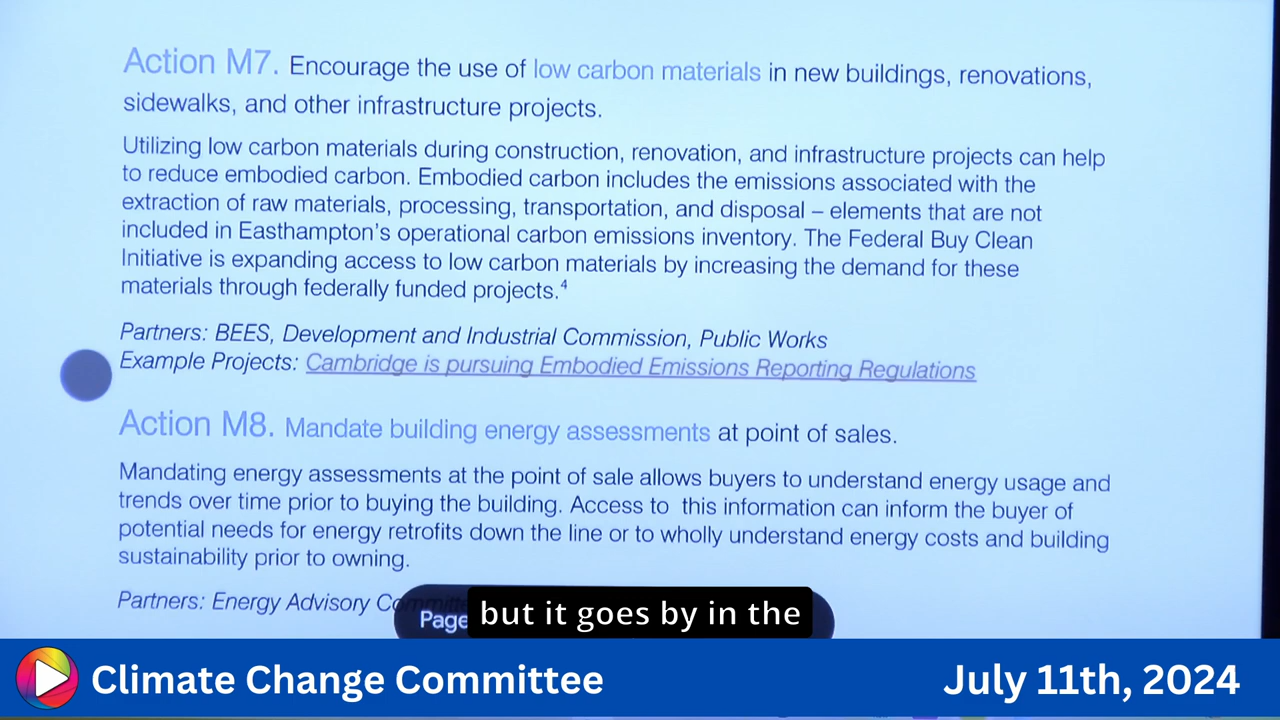 Action M7. Encourage the use of low carbon materials in new buildings, renovations,
sidewalks, and other infrastructure projects.
Utilizing low carbon materials during construction, renovation, and infrastructure projects can help
to reduce embodied carbon. Embodied carbon includes the emissions associated with the
extraction of raw materials, processing, transportation, and disposal – elements that are not
included in Easthampton's operational carbon emissions inventory. The Federal Buy Clean
Initiative is expanding access to low carbon materials by increasing the demand for these
materials through federally funded projects.⁴
Partners: BEES, Development and Industrial Commission, Public Works
Example Projects: Cambridge is pursuing Embodied Emissions Reporting Regulations
Action M8. Mandate building energy assessments at point of sales.
Mandating energy assessments at the point of sale allows buyers to understand energy usage and
trends over time prior to buying the building. Access to  this information can inform the buyer of
potential needs for energy retrofits down the line or to wholly understand energy costs and building
sustainability prior to owning.
Partners: Energy Advisory
Page
but it goes by in the
Climate Change Committee
July 11th, 2024